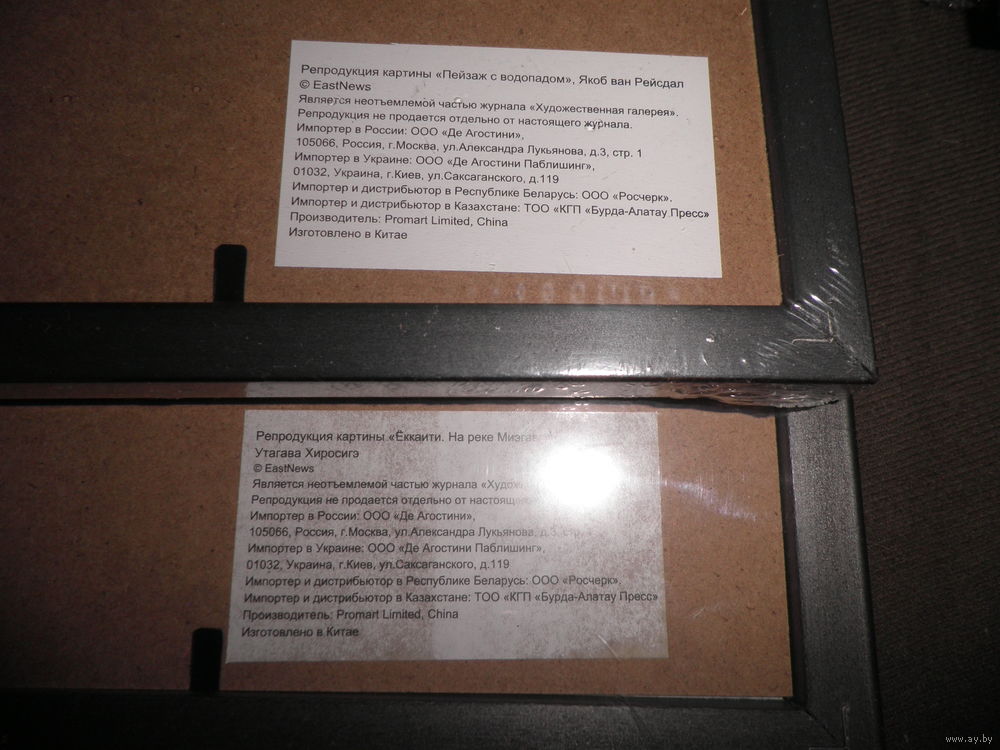 Репродукция картины «Пейзаж с водопадом», Якоб ван Рейсдал
© EastNews
Является неотъемлемой частью журнала «Художественная галерея».
Репродукция не продается отдельно от настоящего журнала.
Импортер в России: ООО «Де Агостини»,
105066, Россия, г.Москва, ул.Александра Лукьянова, д.3, стр. 1
Импортер в Украине: ООО «Де Агостини Паблишинг»,
01032, Украина, г.Киев, ул.Саксаганского, д.119
Импортер и дистрибьютор в Республике Беларусь: ООО «Росчерк».
Импортер и дистрибьютор в Казахстане: ТОО «КГП «Бурда-Алатау Пресс»
Производитель: Promart Limited, China
Изготовлено в Китае
Репродукция картины «Ёккаити. На реке
Утагава Хиросигэ
© EastNews
Является неотъемлемой частью журнала
Репродукция не продается отдельно от
Импортер в России: ООО «Де Агостини»,
105066, Россия, г.Москва, ул.Александра Лукьянова, д.3, стр.
Импортер в Украине: ООО «Де Агостини Паблишинг»,
01032, Украина, г.Киев, ул.Саксаганского, д.119
Импортер и дистрибьютор в Республике Беларусь: ООО «Росчерк».
Импортер и дистрибьютор в Казахстане: ТОО «КГП «Бурда-Алатау Пресс»
Производитель: Promart Limited, China
Изготовлено в Китае
www.ay.by